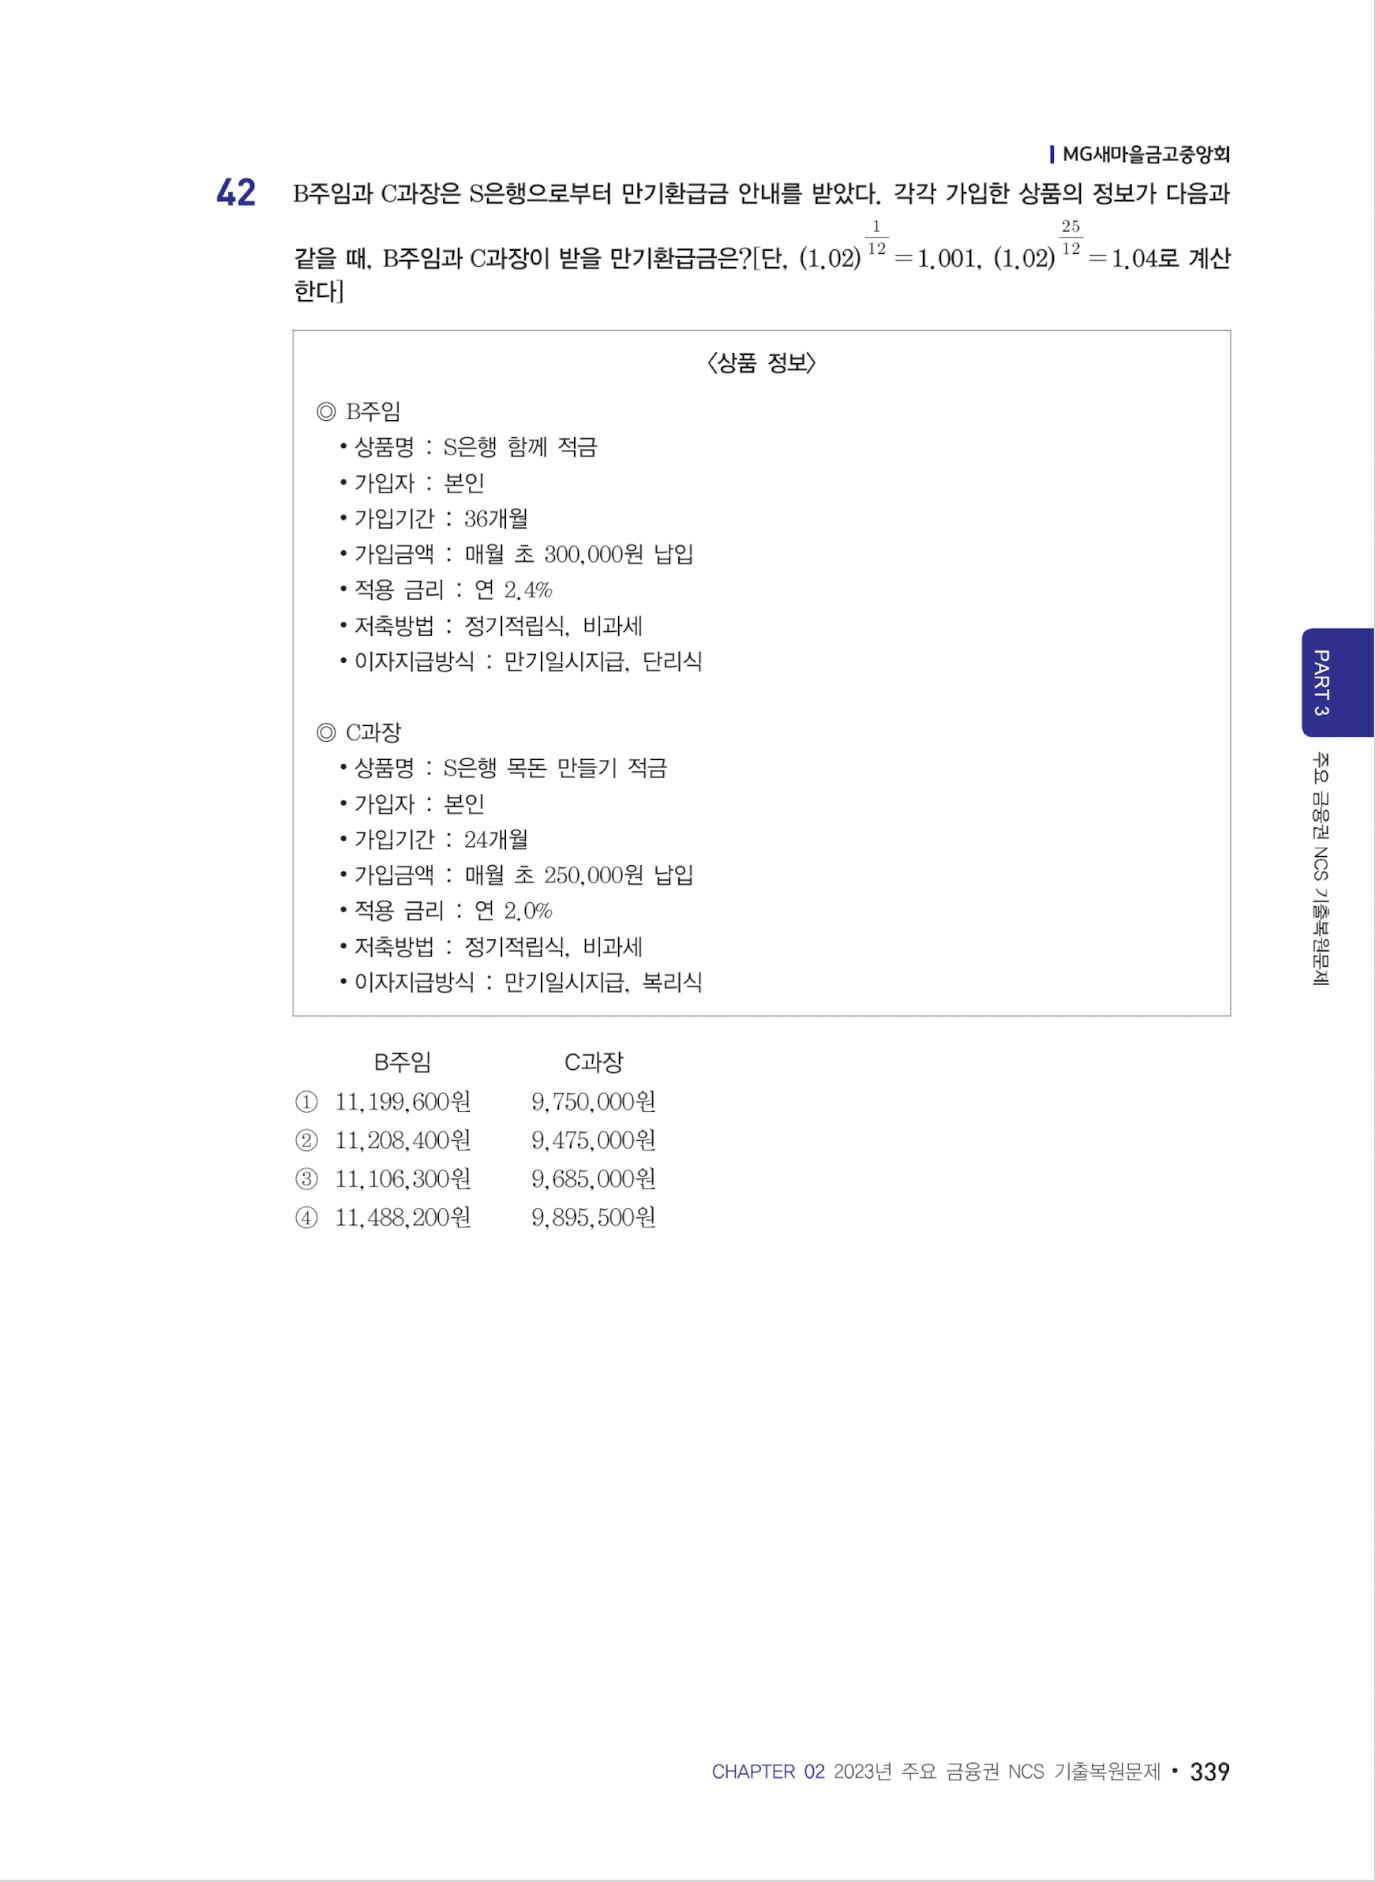 MG새마을금고중앙회
42 B주임과 C과장은 S은행으로부터 만기환급금 안내를 받았다. 각각 가입한 상품의 정보가 다음과
같을 때, B주임과 C과장이 받을 만기환급금은?[단, (1.02)^(1/12)=1.001, (1.02)^(25/12)=1.04로 계산
한다]
〈상품 정보〉
◎ B주임
• 상품명 : S은행 함께 적금
• 가입자 : 본인
• 가입기간 : 36개월
• 가입금액 : 매월 초 300,000원 납입
• 적용 금리 : 연 2.4%
• 저축방법 : 정기적립식, 비과세
• 이자지급방식 : 만기일시지급, 단리식
◎ C과장
• 상품명 : S은행 목돈 만들기 적금
• 가입자 : 본인
• 가입기간 : 24개월
• 가입금액 : 매월 초 250,000원 납입
• 적용 금리 : 연 2.0%
• 저축방법 : 정기적립식, 비과세
• 이자지급방식 : 만기일시지급, 복리식
B주임 C과장
① 11,199,600원 9,750,000원
② 11,208,400원 9,475,000원
③ 11,106,300원 9,685,000원
④ 11,488,200원 9,895,500원
PART 3
주요 금융권 NCS 기출복원문제
CHAPTER 02 2023년 주요 금융권 NCS 기출복원문제 • 339